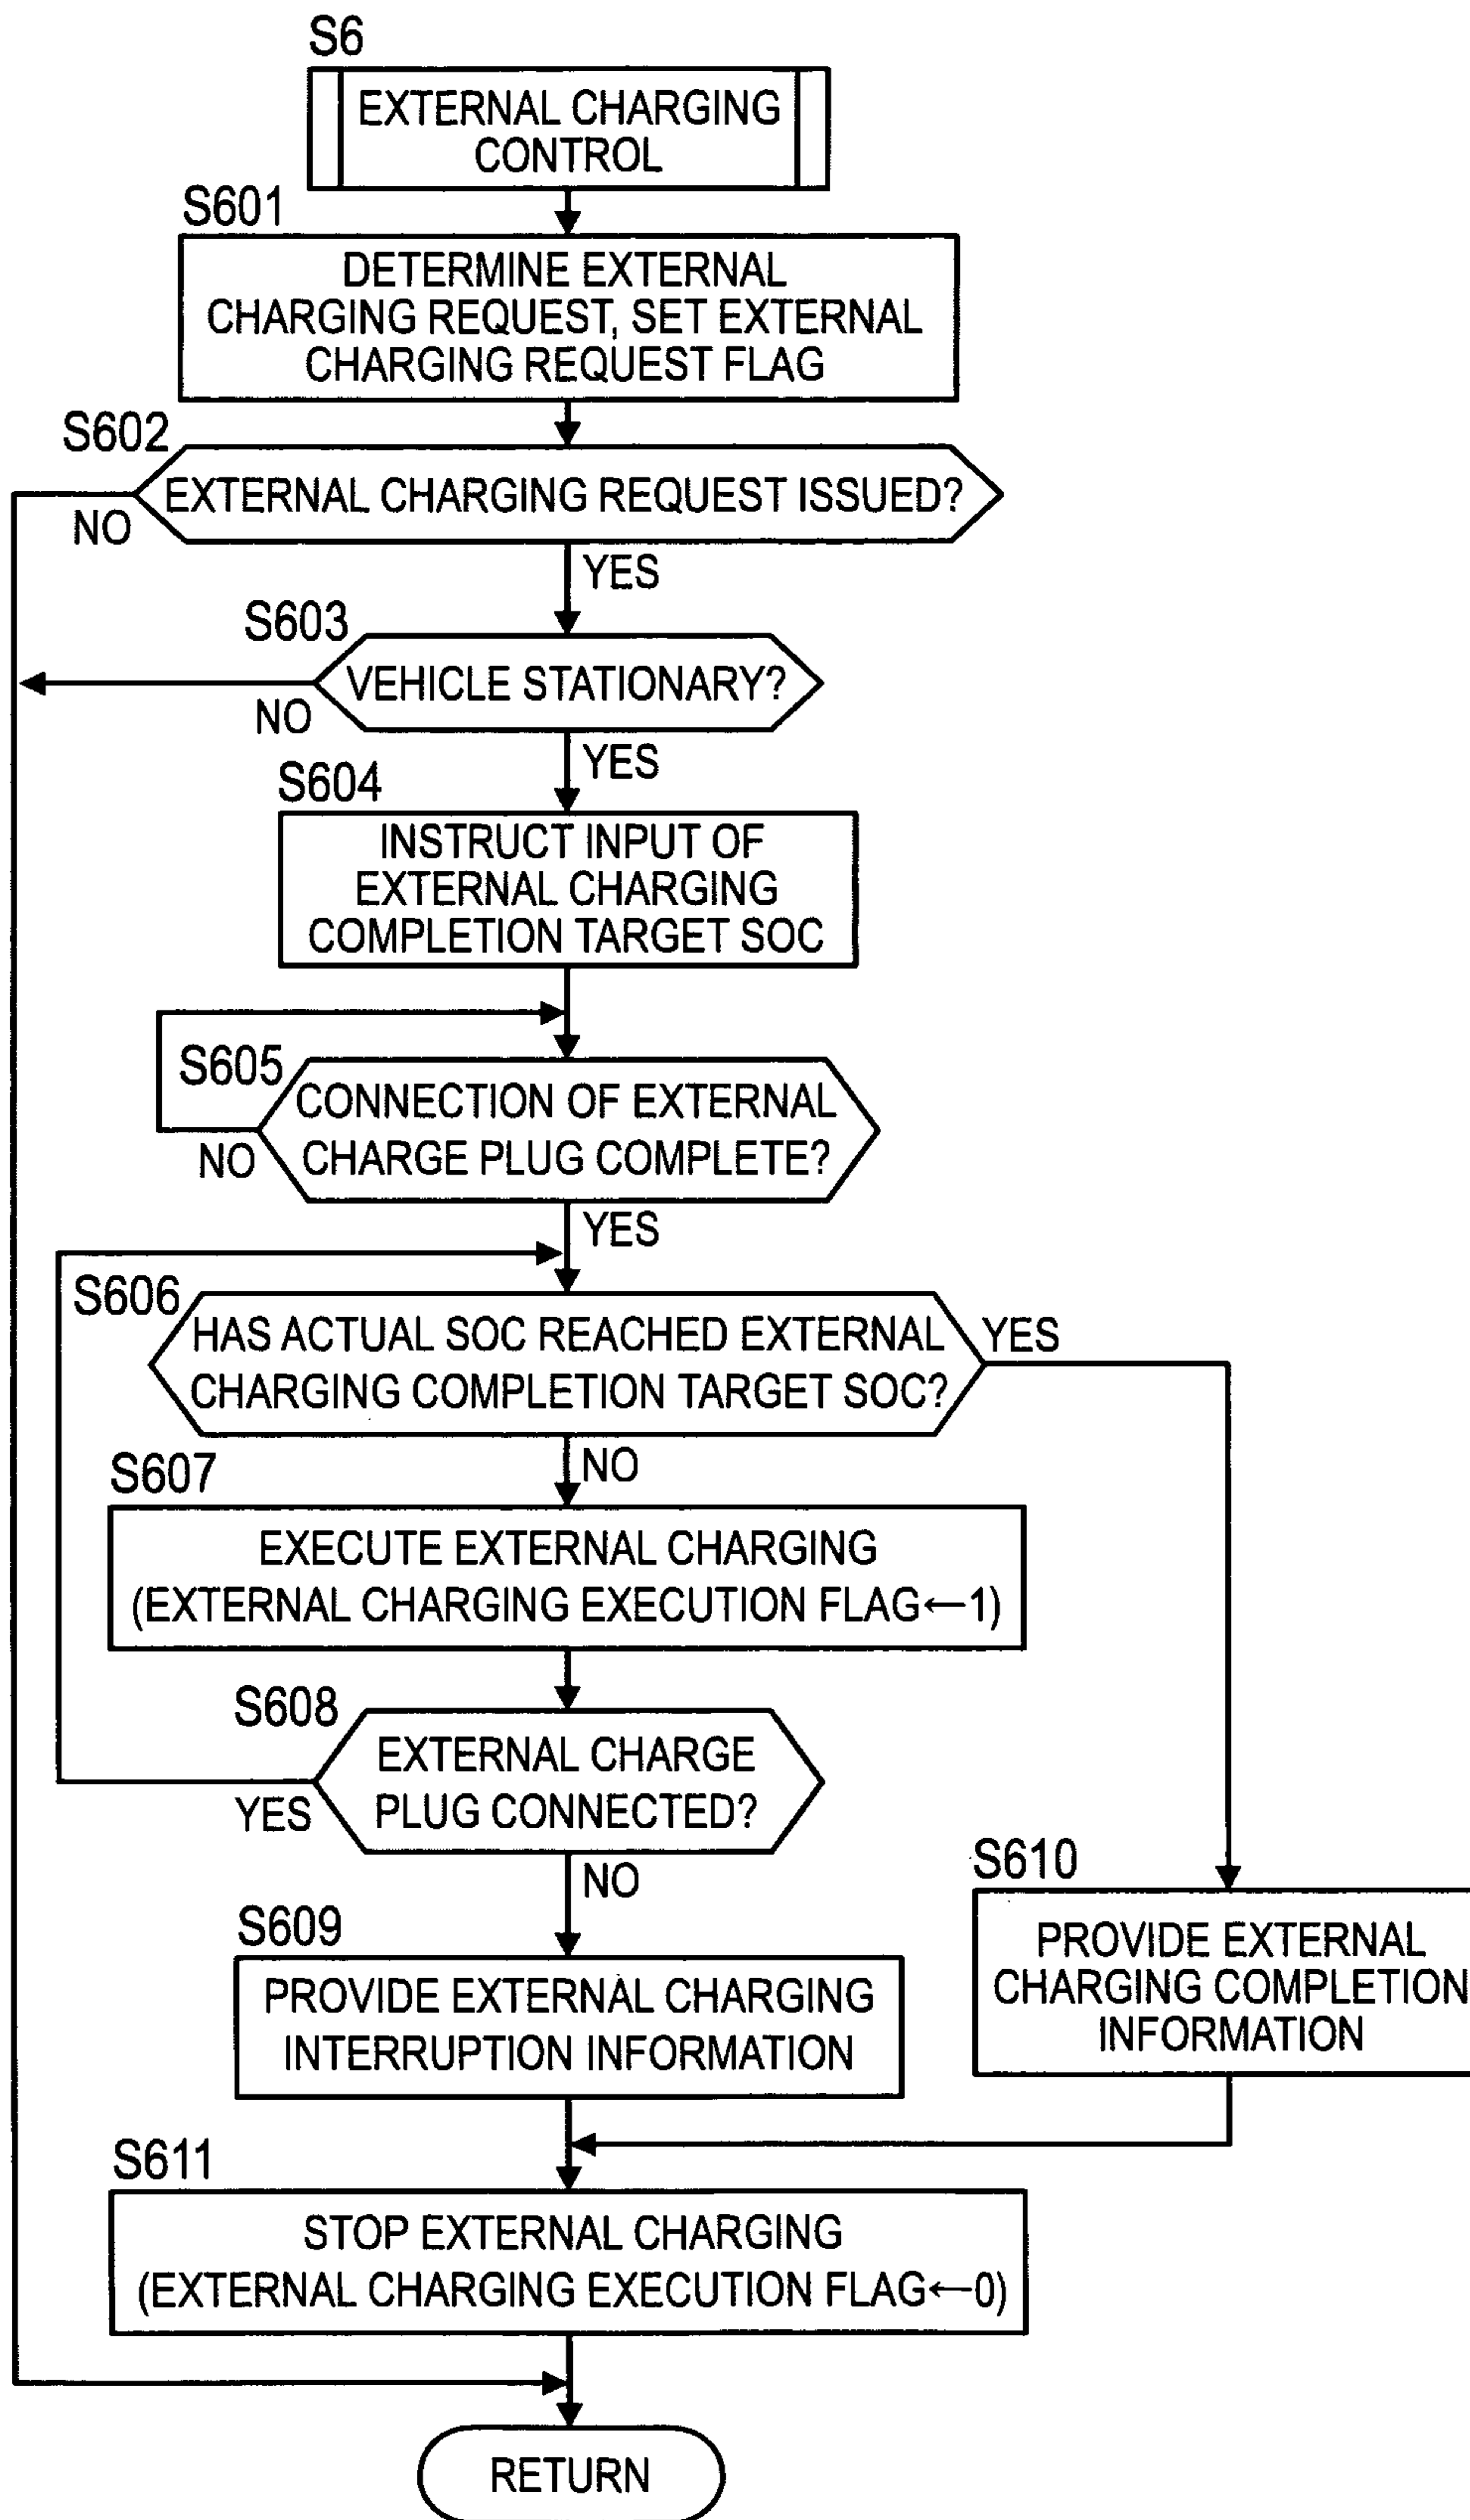 S6
EXTERNAL CHARGING
CONTROL
S601
DETERMINE EXTERNAL
CHARGING REQUEST, SET EXTERNAL
CHARGING REQUEST FLAG
S602
EXTERNAL CHARGING REQUEST ISSUED?
NO
YES
S603
VEHICLE STATIONARY?
NO
YES
S604
INSTRUCT INPUT OF
EXTERNAL CHARGING
COMPLETION TARGET SOC
S605
CONNECTION OF EXTERNAL
CHARGE PLUG COMPLETE?
NO
YES
S606
HAS ACTUAL SOC REACHED EXTERNAL
CHARGING COMPLETION TARGET SOC?
YES
NO
S607
EXECUTE EXTERNAL CHARGING
(EXTERNAL CHARGING EXECUTION FLAG←1)
S608
EXTERNAL CHARGE
PLUG CONNECTED?
YES
NO
S609
PROVIDE EXTERNAL CHARGING
INTERRUPTION INFORMATION
S610
PROVIDE EXTERNAL
CHARGING COMPLETION
INFORMATION
S611
STOP EXTERNAL CHARGING
(EXTERNAL CHARGING EXECUTION FLAG←0)
RETURN